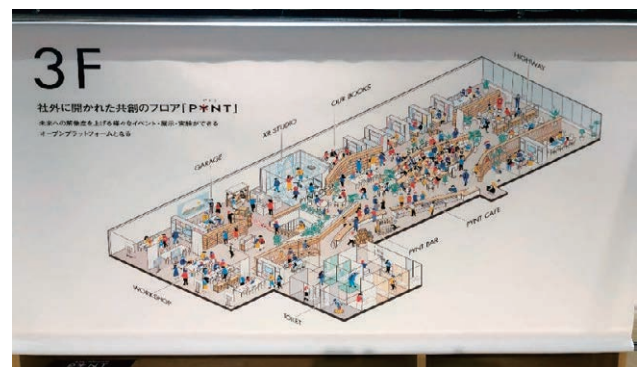 3F
社外に開かれた共創のフロア「PYNT」
未来への解像度を上げる様々なイベント・展示・実験ができる
オープンプラットフォームとなる
HIGHWAY
OUR BOOKS
XR STUDIO
GARAGE
PYNT CAFE
PYNT BAR
WORKSHOP
TOILET